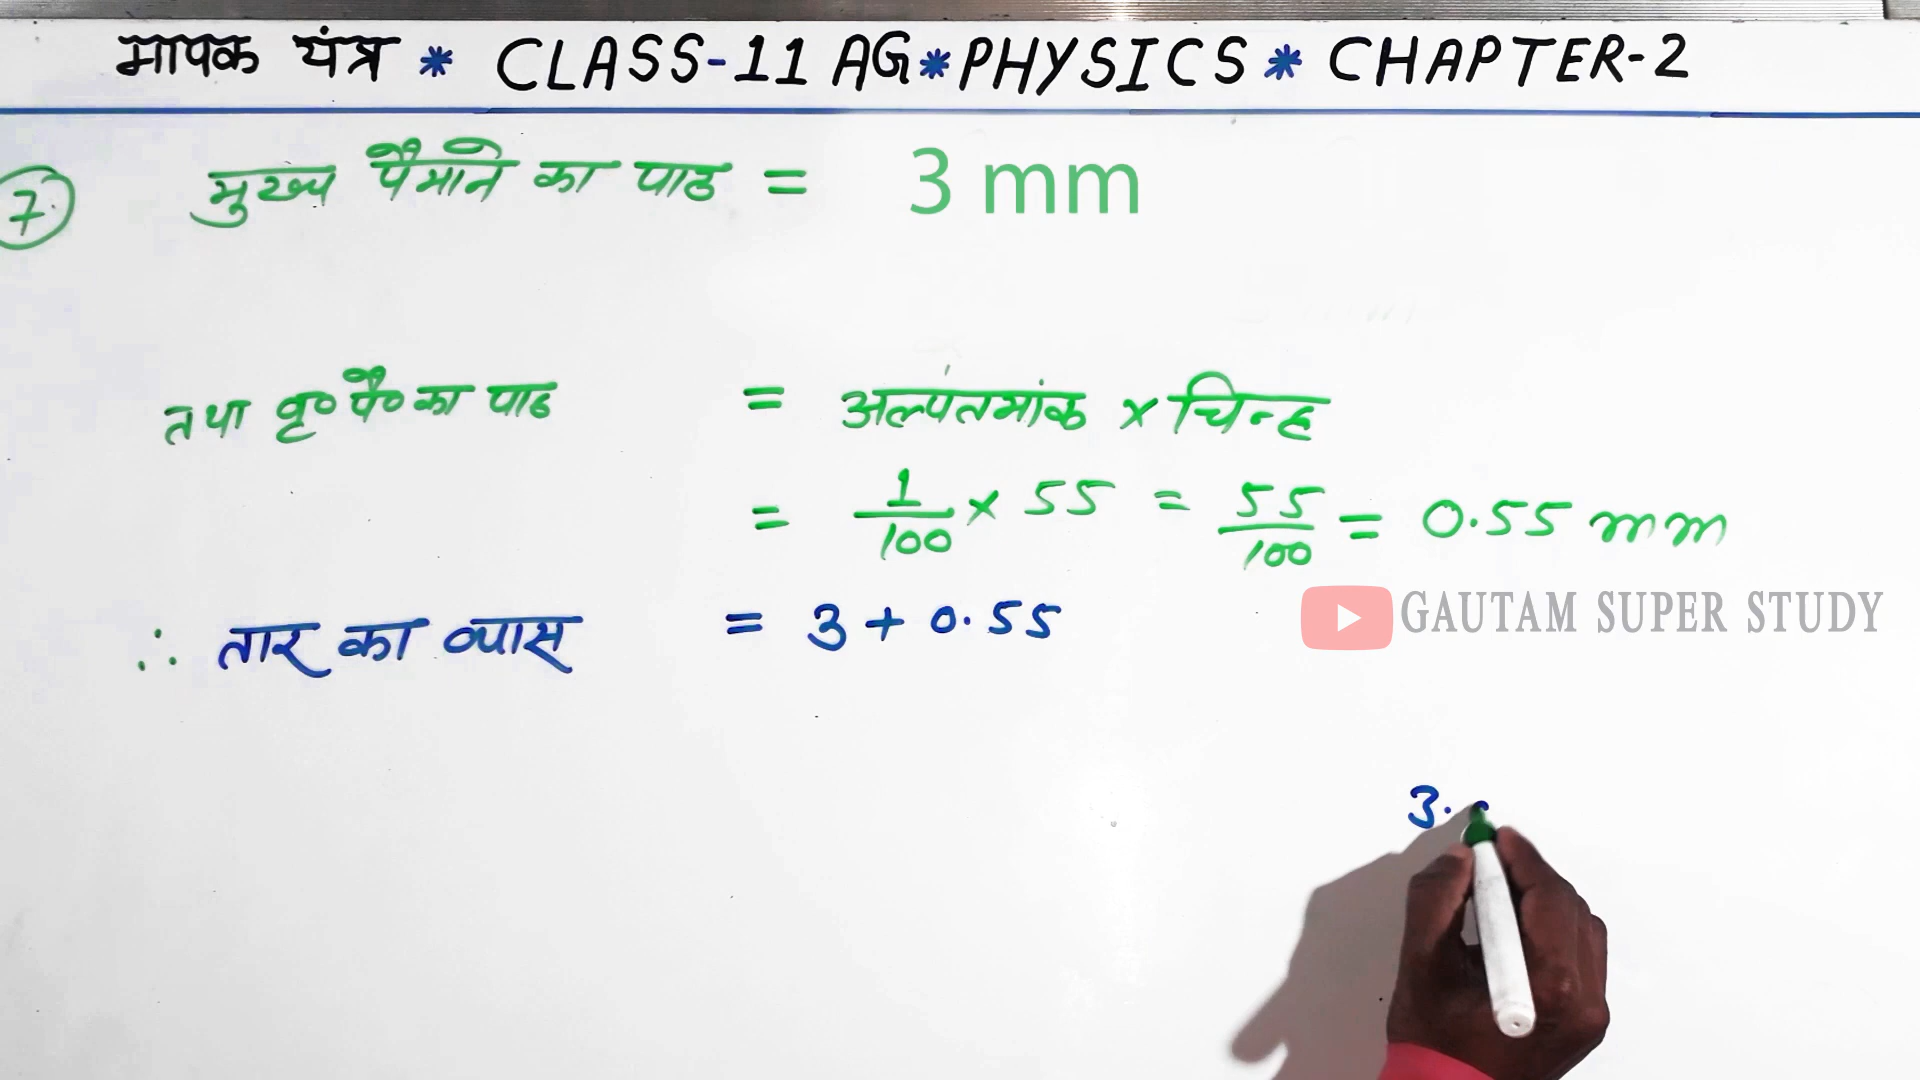 मापक यंत्र * CLASS-11 AG * PHYSICS * CHAPTER-2
7 मुख्य पैमाने का पाठ = 3 mm
तथा वृ० पै० का पाठ = अल्पंतमांक × चिन्ह
= 1/100 × 55 = 55/100 = 0.55 mm
GAUTAM SUPER STUDY
∴ तार का व्यास = 3 + 0.55
3.